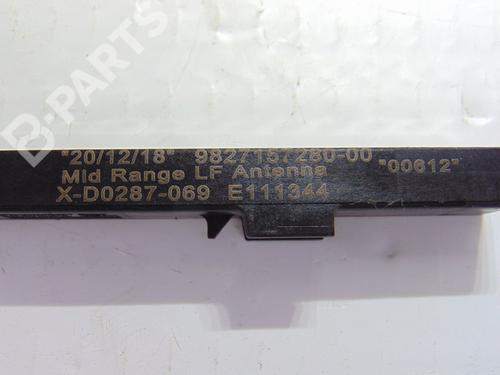 B-PARTS
"20/12/18" 9827157280-00 "00612"
Mid Range LF Antenna
X-D0287-069 E111344